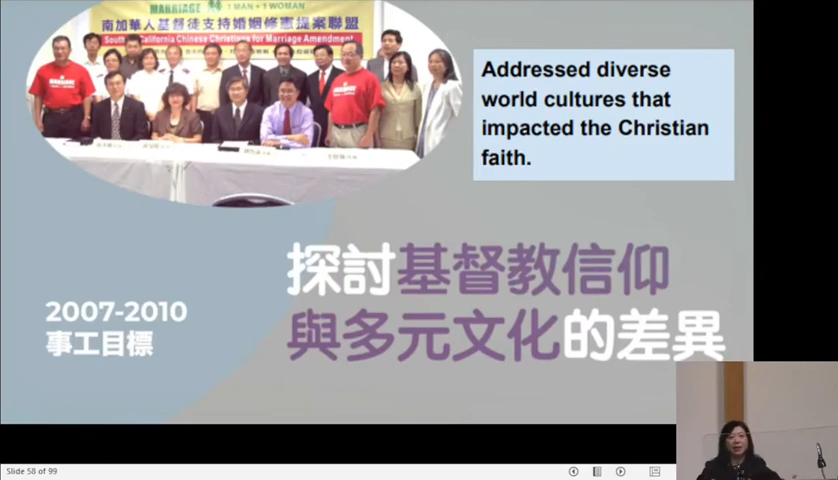 MARRIAGE 1 MAN + 1 WOMAN
南加華人基督徒支持婚姻修憲提案聯盟
California Chinese Christians for Marriage Amendment
Addressed diverse
world cultures that
impacted the Christian
faith.
探討基督教信仰
與多元文化的差異
2007-2010
事工目標
Slide 58 of 99